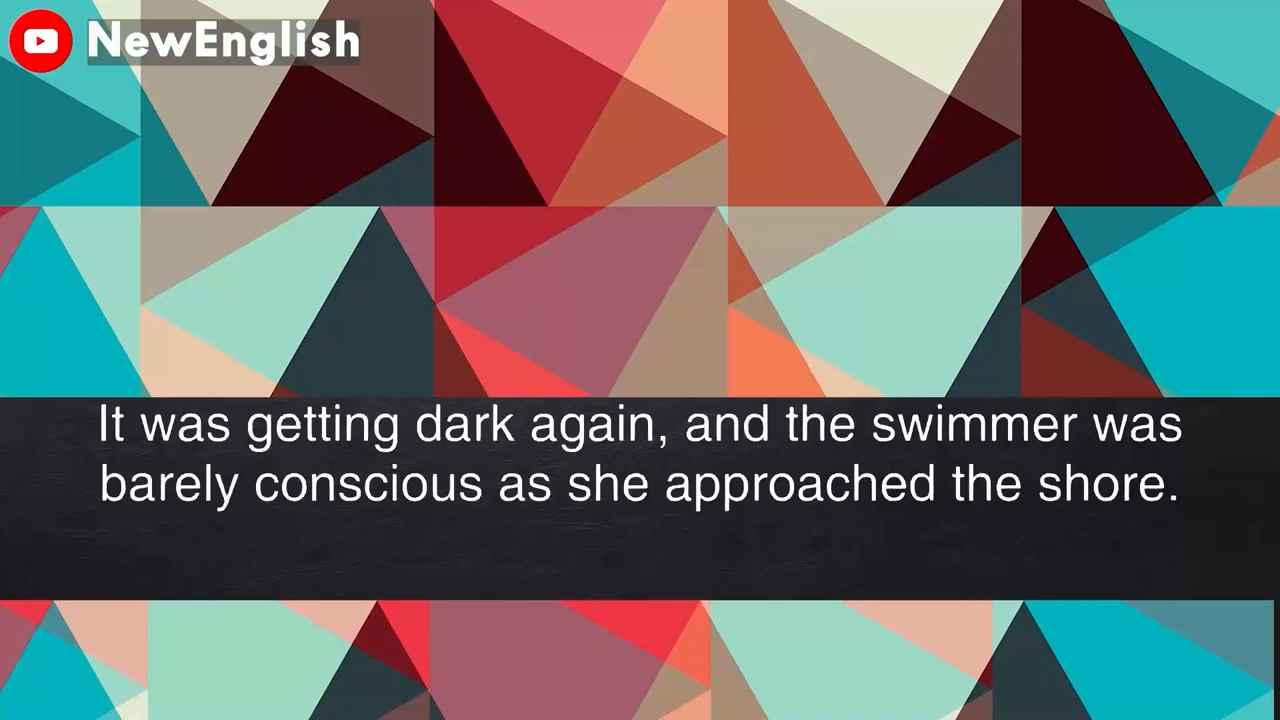 NewEnglish
It was getting dark again, and the swimmer was
barely conscious as she approached the shore.